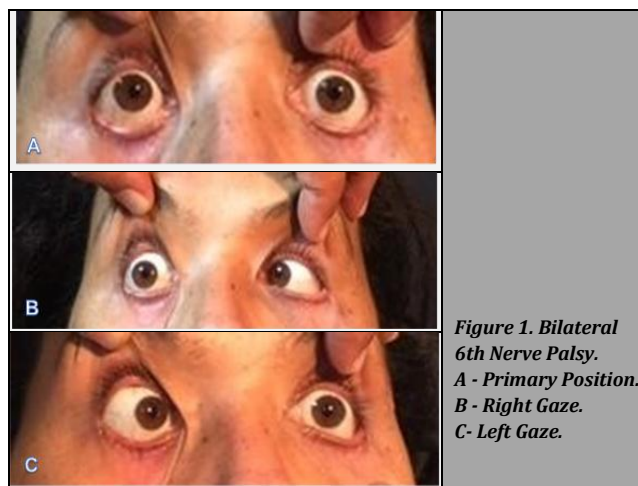 A
B
C
Figure 1. Bilateral
6th Nerve Palsy.
A - Primary Position.
B - Right Gaze.
C- Left Gaze.